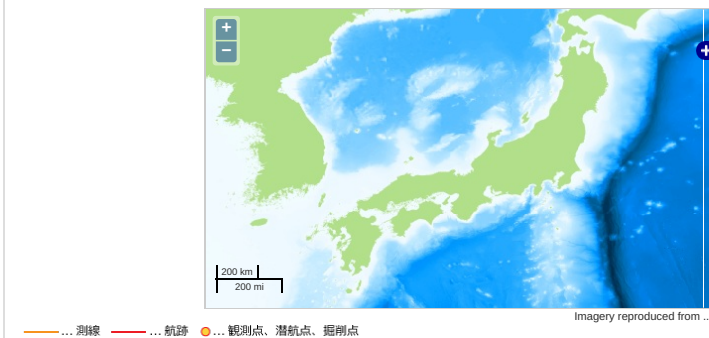 +
−
+
200 km
200 mi
Imagery reproduced from ..
... 測線 ... 航跡 ... 観測点、潜航点、掘削点